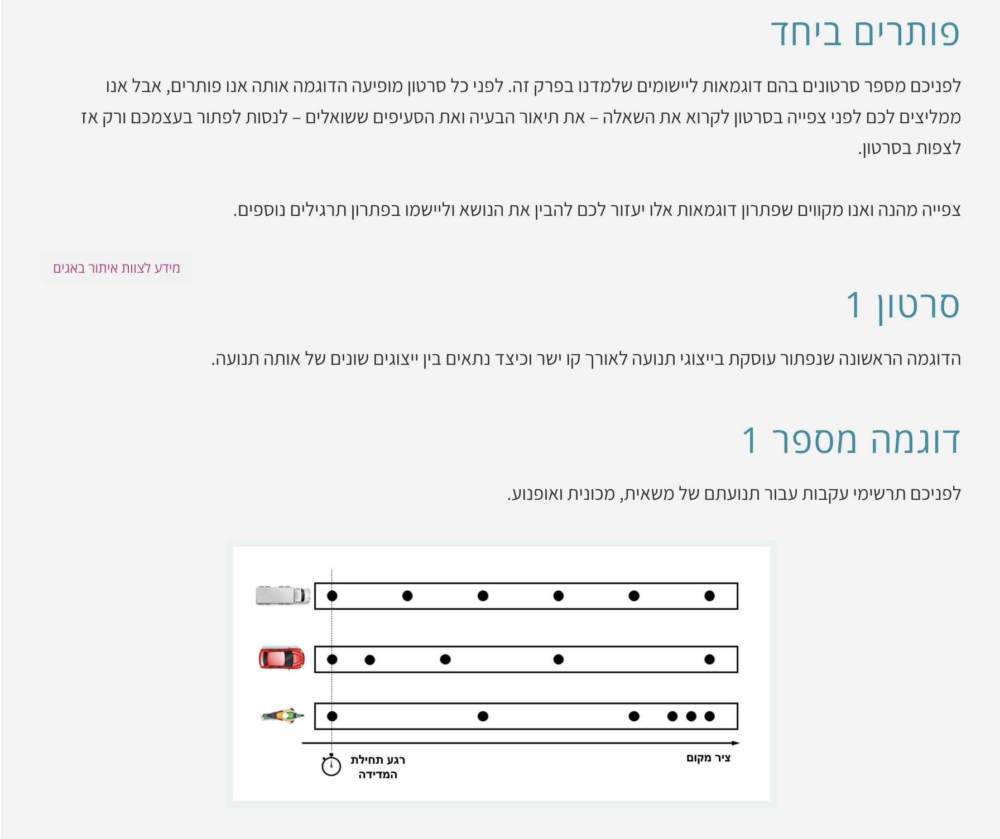 פותרים ביחד
לפניכם מספר סרטונים בהם דוגמאות ליישומים שלמדנו בפרק זה. לפני כל סרטון מופיעה הדוגמה אותה אנו פותרים, אבל אנו
ממליצים לכם לפני צפייה בסרטון לקרוא את השאלה – את תיאור הבעיה ואת הסעיפים ששואלים – לנסות לפתור בעצמכם ורק אז
לצפות בסרטון.
צפייה מהנה ואנו מקווים שפתרון דוגמאות אלו יעזור לכם להבין את הנושא וליישמו בפתרון תרגילים נוספים.
מידע לצוות איתור באגים
סרטון 1
הדוגמה הראשונה שנפתור עוסקת בייצוגי תנועה לאורך קו ישר וכיצד נתאים בין ייצוגים שונים של אותה תנועה.
דוגמה מספר 1
לפניכם תרשימי עקבות עבור תנועתם של משאית, מכונית ואופנוע.
ציר מקום
רגע תחילת
המדידה